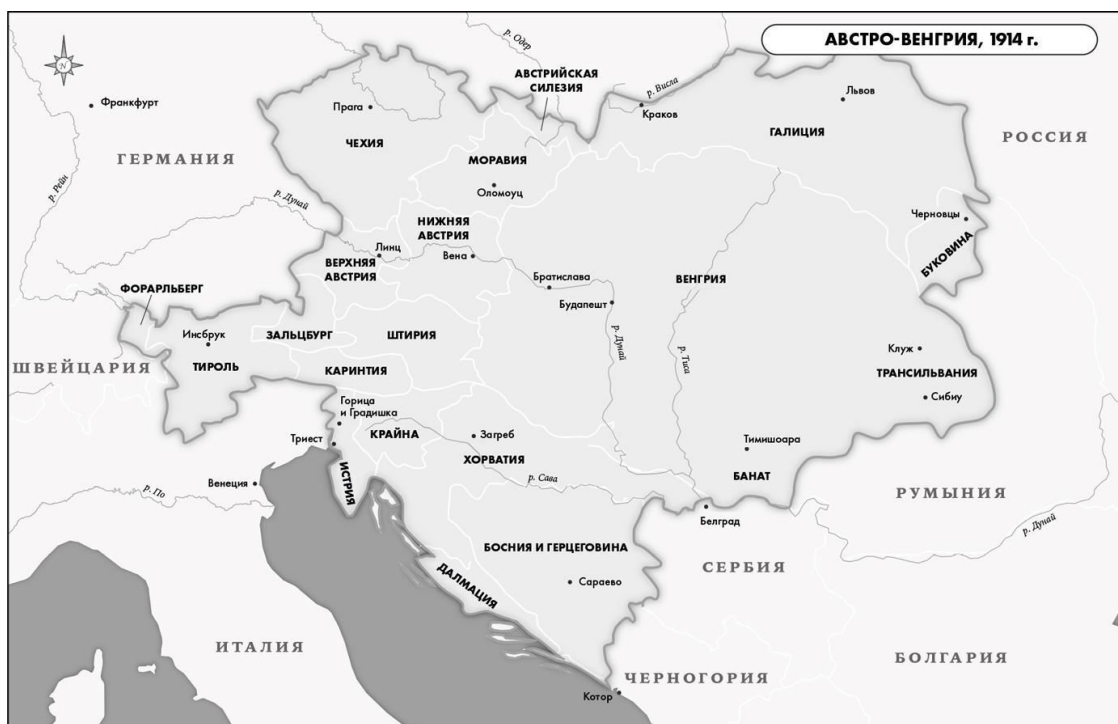 АВСТРО-ВЕНГРИЯ, 1914 г.
р. Одер
АВСТРИЙСКАЯ
СИЛЕЗИЯ
р. Висла
Львов
Франкфурт
Прага
Краков
ГАЛИЦИЯ
РОССИЯ
ЧЕХИЯ
ГЕРМАНИЯ
МОРАВИЯ
р. Рейн
Оломоуц
р. Дунай
НИЖНЯЯ
АВСТРИЯ
Черновцы
БУКОВИНА
Линц
Вена
ВЕРХНЯЯ
АВСТРИЯ
Братислава
ВЕНГРИЯ
ФОРАРЛЬБЕРГ
Будапешт
Инсбрук
ЗАЛЬЦБУРГ
ШТИРИЯ
р. Дунай
р. Тиса
Клуж
ШВЕЙЦАРИЯ
ТИРОЛЬ
КАРИНТИЯ
ТРАНСИЛЬВАНИЯ
Сибиу
Горица
и Градишка
КРАЙНА
Загреб
Триест
Тимишоара
ХОРВАТИЯ
ИСТРИЯ
БАНАТ
р. Сава
Венеция
р. По
РУМЫНИЯ
Белград
р. Дунай
БОСНИЯ И ГЕРЦЕГОВИНА
СЕРБИЯ
ДАЛМАЦИЯ
Сараево
ИТАЛИЯ
БОЛГАРИЯ
ЧЕРНОГОРИЯ
Котор
N